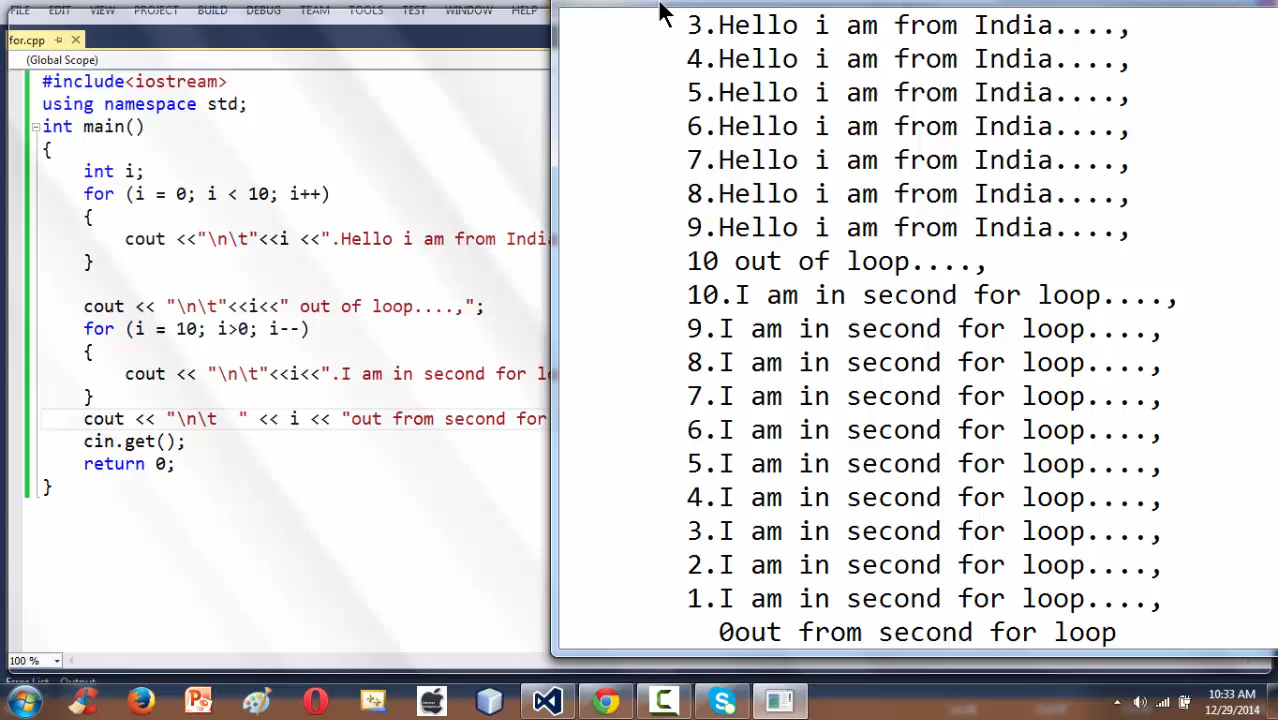 FILE EDIT VIEW PROJECT BUILD DEBUG TEAM TOOLS TEST WINDOW HELP
for.cpp
(Global Scope)
#include<iostream>
using namespace std;
int main()
{
int i;
for (i = 0; i < 10; i++)
{
cout <<"\n\t"<<i <<".Hello i am from India
}
cout << "\n\t"<<i<<" out of loop....,";
for (i = 10; i>0; i--)
{
cout << "\n\t"<<i<<".I am in second for lo
}
cout << "\n\t  " << i << "out from second for
cin.get();
return 0;
}
100 %
Error List Output
3.Hello i am from India....,
4.Hello i am from India....,
5.Hello i am from India....,
6.Hello i am from India....,
7.Hello i am from India....,
8.Hello i am from India....,
9.Hello i am from India....,
10 out of loop....,
10.I am in second for loop....,
9.I am in second for loop....,
8.I am in second for loop....,
7.I am in second for loop....,
6.I am in second for loop....,
5.I am in second for loop....,
4.I am in second for loop....,
3.I am in second for loop....,
2.I am in second for loop....,
1.I am in second for loop....,
0out from second for loop
10:33 AM
12/29/2014